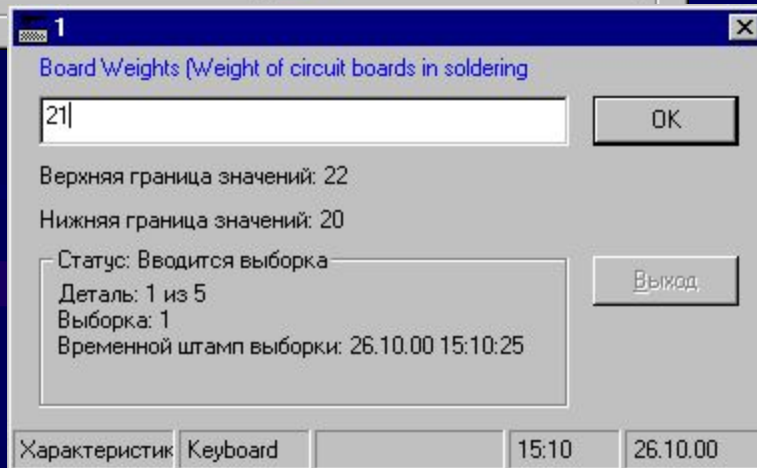 1
Board Weights (Weight of circuit boards in soldering
21
OK
Верхняя граница значений: 22
Нижняя граница значений: 20
Статус: Вводится выборка
Деталь: 1 из 5
Выборка: 1
Временной штамп выборки: 26.10.00 15:10:25
Выход
Характеристик Keyboard 15:10 26.10.00